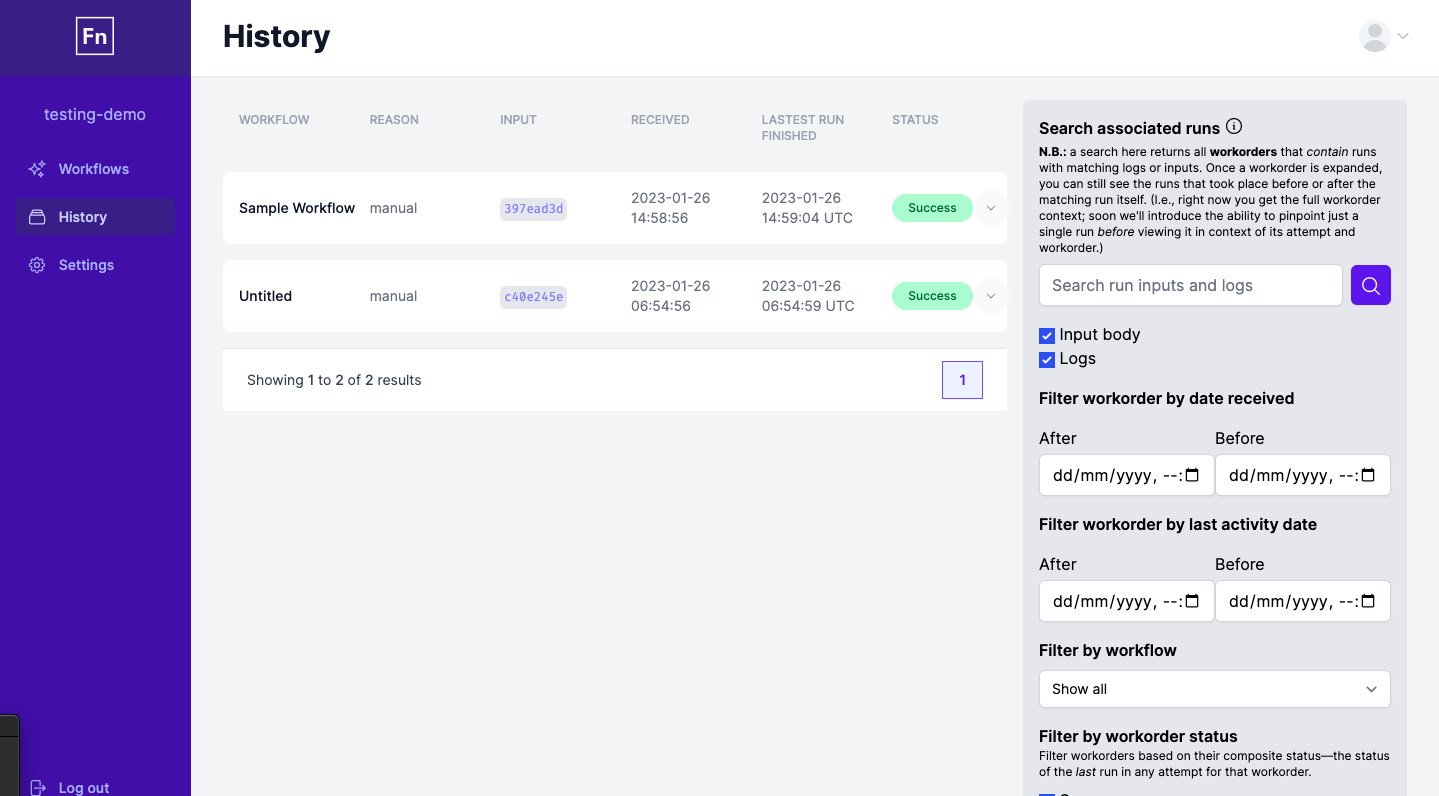 Fn
History
testing-demo
Workflows
History
Settings
Log out
WORKFLOW REASON INPUT RECEIVED LASTEST RUN FINISHED STATUS
Sample Workflow manual 397ead3d 2023-01-26 14:58:56 2023-01-26 14:59:04 UTC Success
Untitled manual c40e245e 2023-01-26 06:54:56 2023-01-26 06:54:59 UTC Success
Showing 1 to 2 of 2 results
1
Search associated runs
N.B.: a search here returns all workorders that contain runs
with matching logs or inputs. Once a workorder is expanded,
you can still see the runs that took place before or after the
matching run itself. (I.e., right now you get the full workorder
context; soon we'll introduce the ability to pinpoint just a
single run before viewing it in context of its attempt and
workorder.)
Search run inputs and logs
Input body
Logs
Filter workorder by date received
After Before
dd/mm/yyyy, --: dd/mm/yyyy, --:
Filter workorder by last activity date
After Before
dd/mm/yyyy, --: dd/mm/yyyy, --:
Filter by workflow
Show all
Filter by workorder status
Filter workorders based on their composite status—the status
of the last run in any attempt for that workorder.